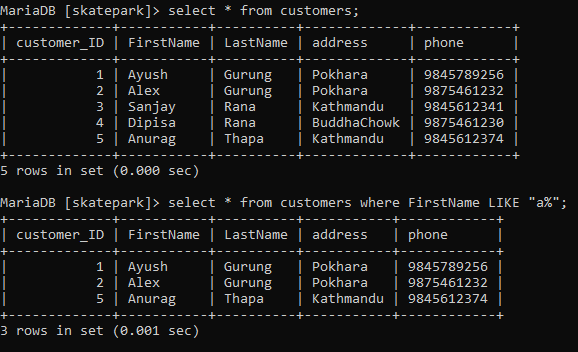 MariaDB [skatepark]> select * from customers;
+-------------+-----------+----------+-------------+------------+
| customer_ID | FirstName | LastName | address     | phone      |
+-------------+-----------+----------+-------------+------------+
|           1 | Ayush     | Gurung   | Pokhara     | 9845789256 |
|           2 | Alex      | Gurung   | Pokhara     | 9875461232 |
|           3 | Sanjay    | Rana     | Kathmandu   | 9845612341 |
|           4 | Dipisa    | Rana     | BuddhaChowk | 9875461230 |
|           5 | Anurag    | Thapa    | Kathmandu   | 9845612374 |
+-------------+-----------+----------+-------------+------------+
5 rows in set (0.000 sec)

MariaDB [skatepark]> select * from customers where FirstName LIKE "a%";
+-------------+-----------+----------+-----------+------------+
| customer_ID | FirstName | LastName | address   | phone      |
+-------------+-----------+----------+-----------+------------+
|           1 | Ayush     | Gurung   | Pokhara   | 9845789256 |
|           2 | Alex      | Gurung   | Pokhara   | 9875461232 |
|           5 | Anurag    | Thapa    | Kathmandu | 9845612374 |
+-------------+-----------+----------+-----------+------------+
3 rows in set (0.001 sec)